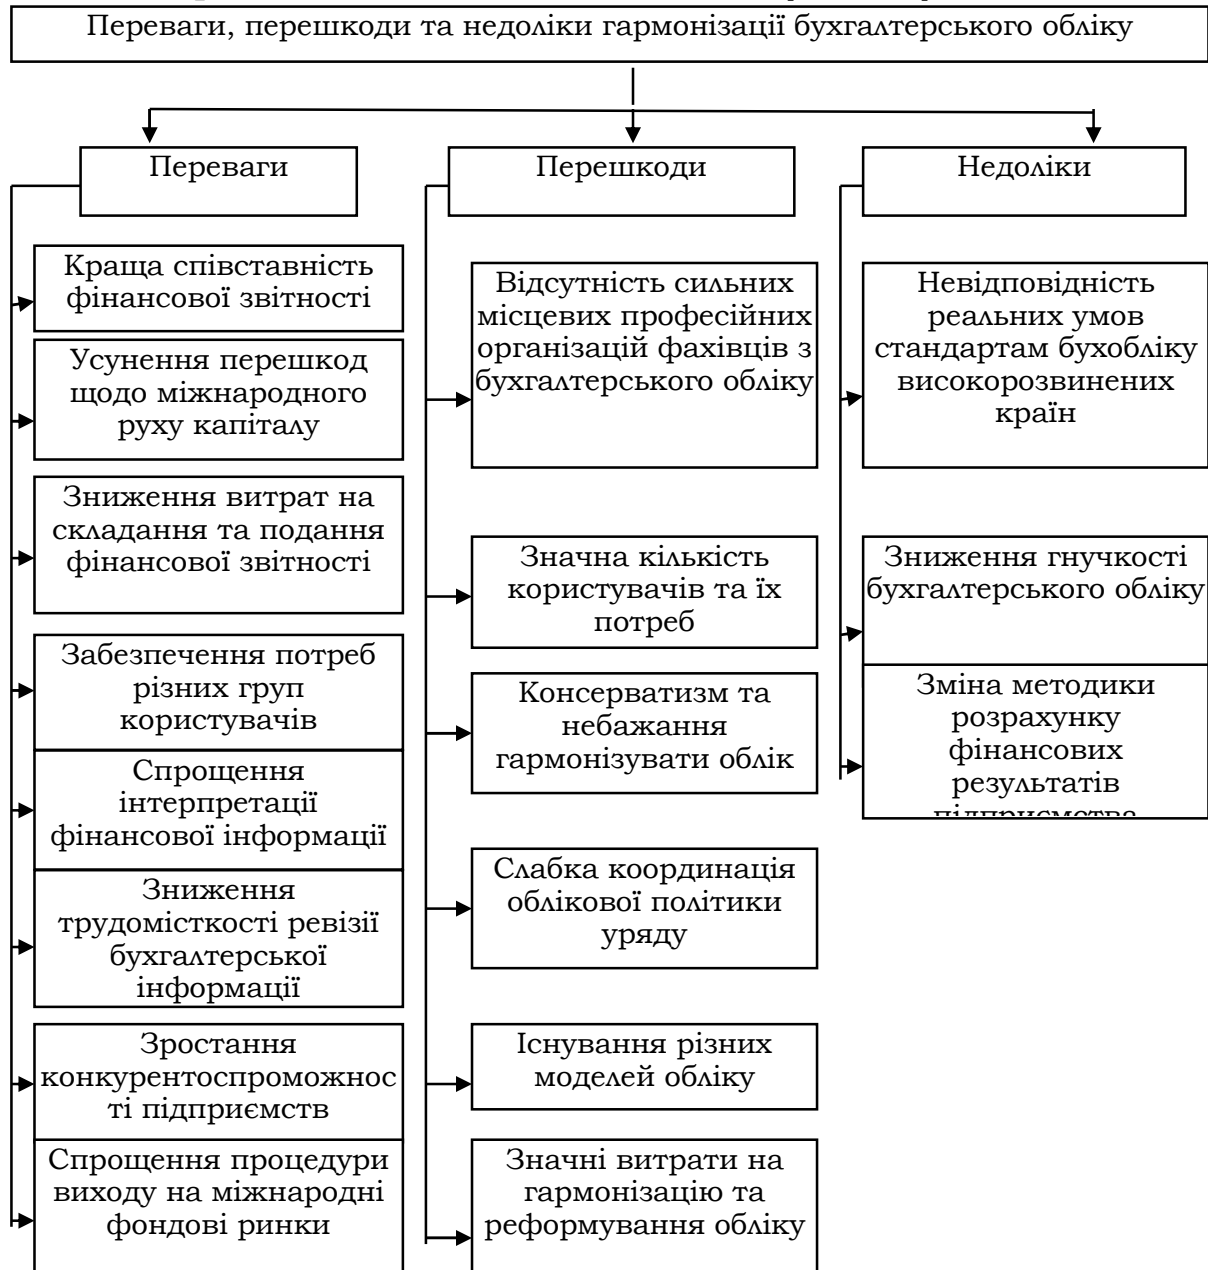 Переваги, перешкоди та недоліки гармонізації бухгалтерського обліку
Переваги
Краща співставність
фінансової звітності
Усунення перешкод
щодо міжнародного
руху капіталу
Зниження витрат на
складання та подання
фінансової звітності
Забезпечення потреб
різних груп
користувачів
Спрощення
інтерпретації
фінансової інформації
Зниження
трудомісткості ревізії
бухгалтерської
інформації
Зростання
конкурентоспроможнос
ті підприємств
Спрощення процедури
виходу на міжнародні
фондові ринки
Перешкоди
Відсутність сильних
місцевих професійних
організацій фахівців з
бухгалтерського обліку
Значна кількість
користувачів та їх
потреб
Консерватизм та
небажання
гармонізувати облік
Слабка координація
облікової політики
уряду
Існування різних
моделей обліку
Значні витрати на
гармонізацію та
реформування обліку
Недоліки
Невідповідність
реальних умов
стандартам бухобліку
високорозвинених
країн
Зниження гнучкості
бухгалтерського обліку
Зміна методики
розрахунку
фінансових
результатів
підприємства